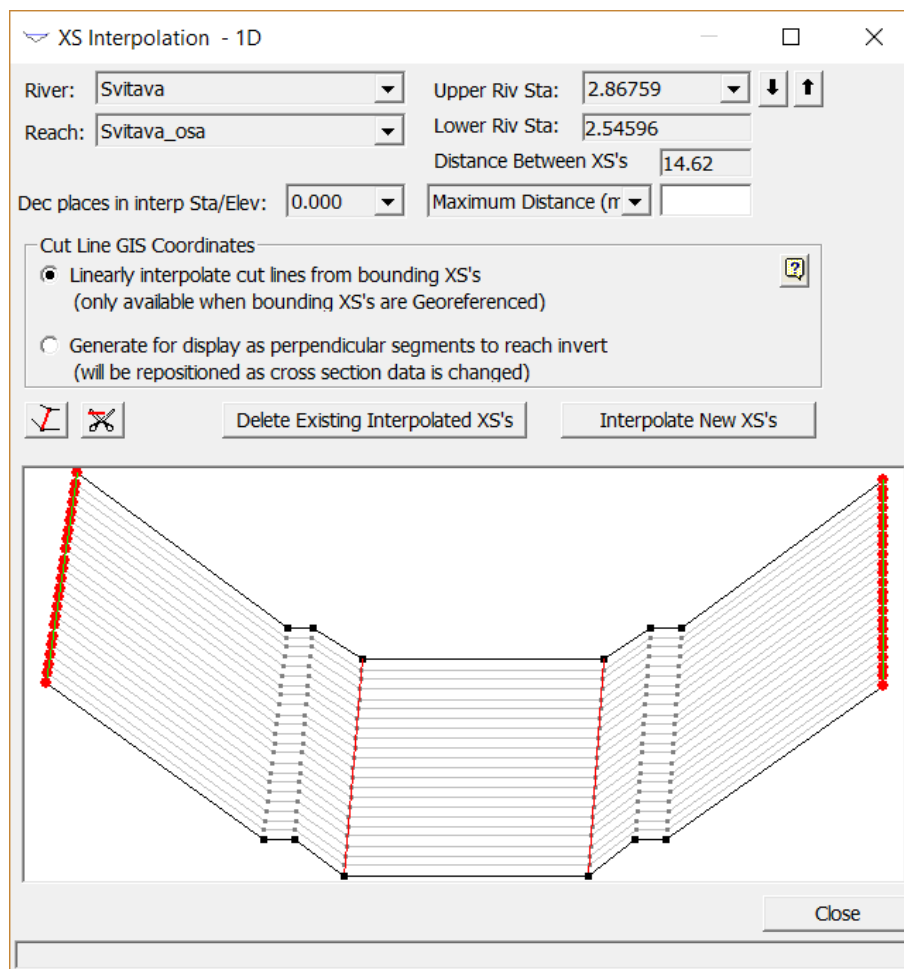 XS Interpolation - 1D
River: Svitava
Upper Riv Sta: 2.86759
Reach: Svitava_osa
Lower Riv Sta: 2.54596
Distance Between XS's 14.62
Dec places in interp Sta/Elev: 0.000
Maximum Distance (m
Cut Line GIS Coordinates
Linearly interpolate cut lines from bounding XS's
(only available when bounding XS's are Georeferenced)
Generate for display as perpendicular segments to reach invert
(will be repositioned as cross section data is changed)
Delete Existing Interpolated XS's
Interpolate New XS's
Close